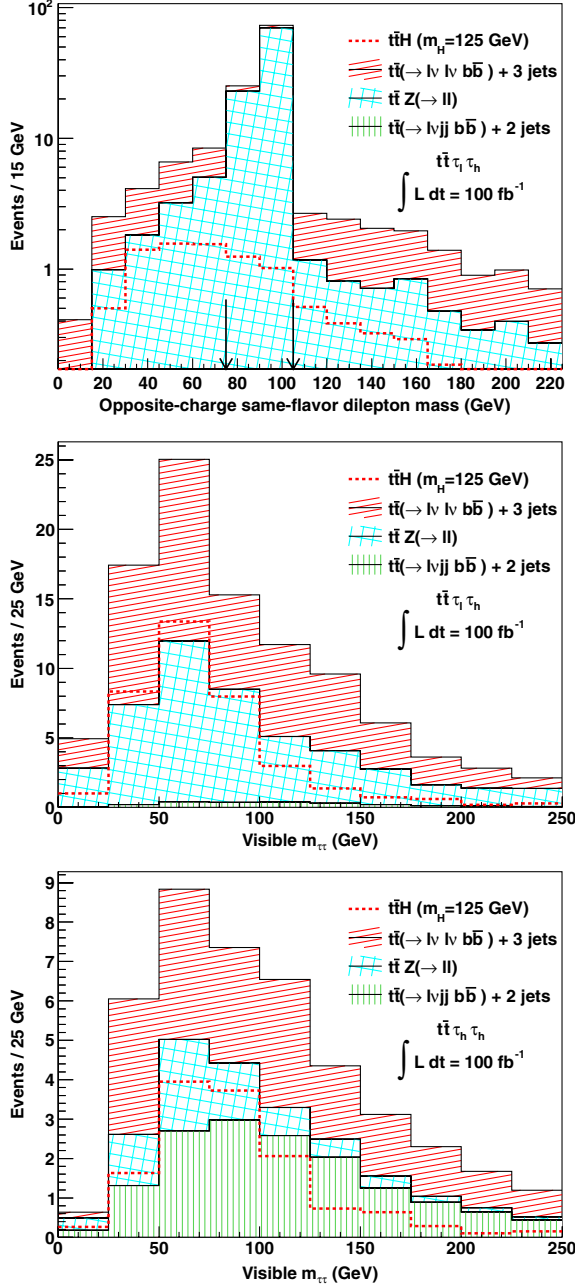 Events / 15 GeV
10²
10
1
tt̄H (m_H=125 GeV)
tt̄(→ lν lν bb̄ ) + 3 jets
tt̄ Z(→ ll)
tt̄(→ lνjj bb̄ ) + 2 jets
tt̄ τ_l τ_h
∫ L dt = 100 fb⁻¹
0 20 40 60 80 100 120 140 160 180 200 220
Opposite-charge same-flavor dilepton mass (GeV)
Events / 25 GeV
25
20
15
10
5
0
tt̄H (m_H=125 GeV)
tt̄(→ lν lν bb̄ ) + 3 jets
tt̄ Z(→ ll)
tt̄(→ lνjj bb̄ ) + 2 jets
tt̄ τ_l τ_h
∫ L dt = 100 fb⁻¹
0 50 100 150 200 250
Visible m_ττ (GeV)
Events / 25 GeV
9
8
7
6
5
4
3
2
1
0
tt̄H (m_H=125 GeV)
tt̄(→ lν lν bb̄ ) + 3 jets
tt̄ Z(→ ll)
tt̄(→ lνjj bb̄ ) + 2 jets
tt̄ τ_h τ_h
∫ L dt = 100 fb⁻¹
0 50 100 150 200 250
Visible m_ττ (GeV)